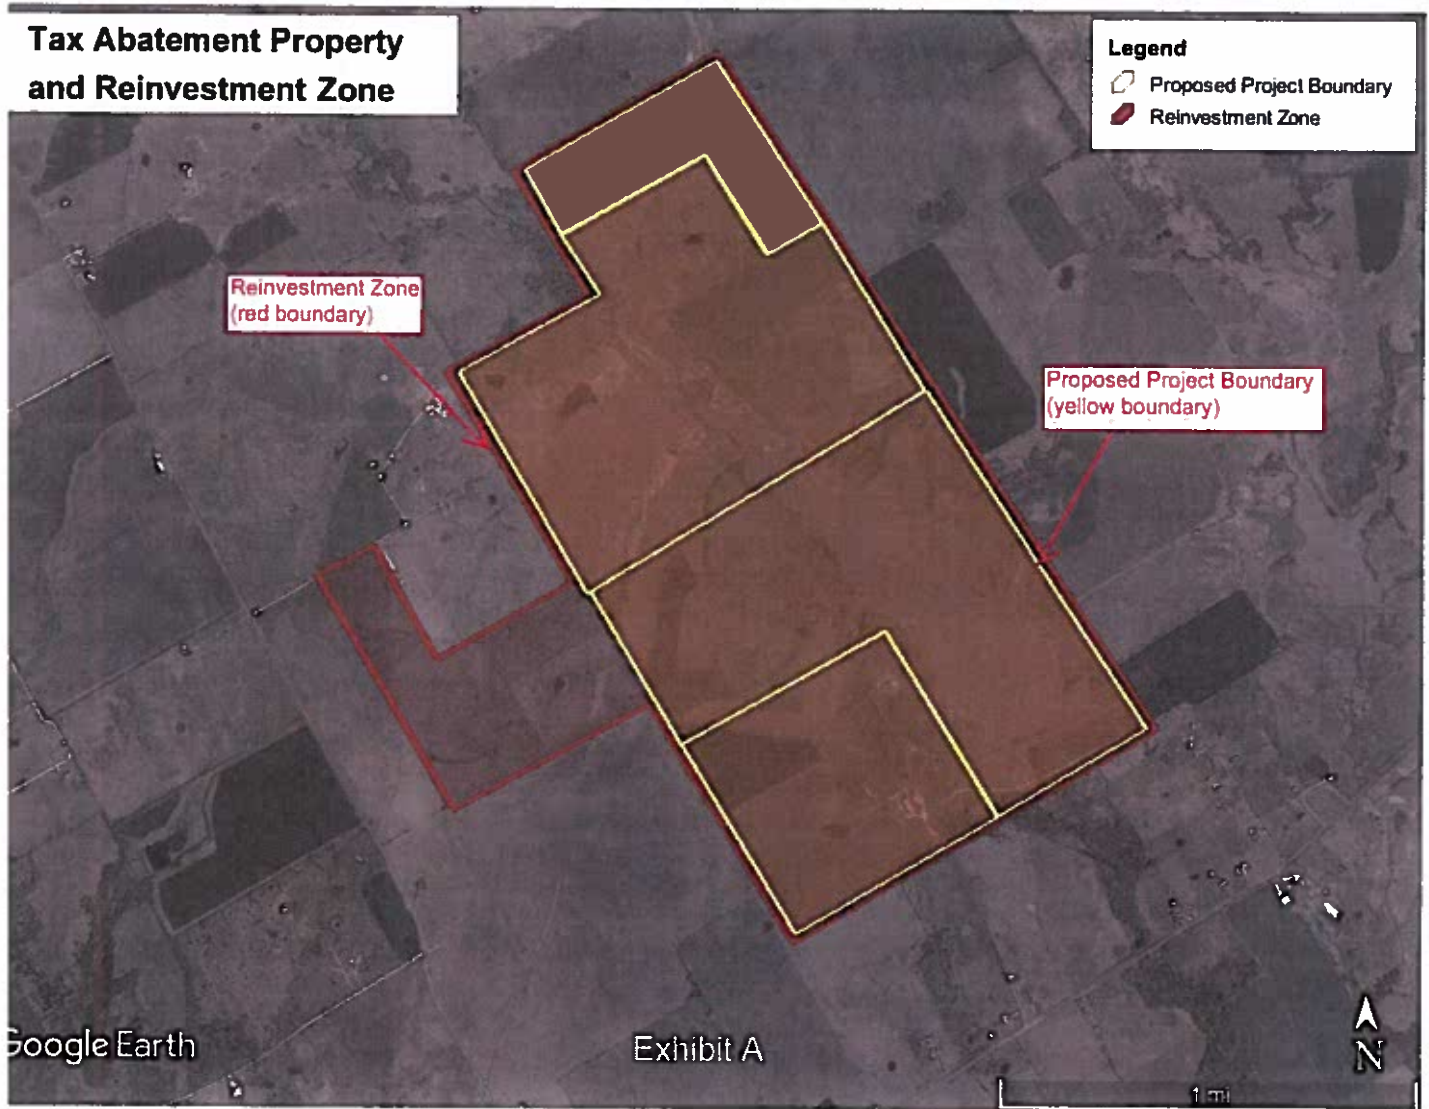 Tax Abatement Property
and Reinvestment Zone
Legend
Proposed Project Boundary
Reinvestment Zone
Reinvestment Zone
(red boundary)
Proposed Project Boundary
(yellow boundary)
Google Earth
Exhibit A
N
1 mi